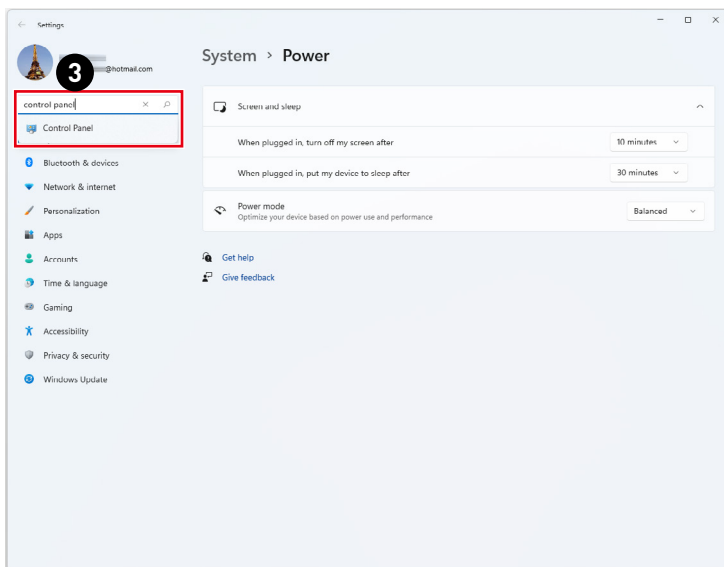 Settings
3
@hotmail.com
control panel
Control Panel
Bluetooth & devices
Network & internet
Personalization
Apps
Accounts
Time & language
Gaming
Accessibility
Privacy & security
Windows Update
System > Power
Screen and sleep
When plugged in, turn off my screen after 10 minutes
When plugged in, put my device to sleep after 30 minutes
Power mode
Optimize your device based on power use and performance
Balanced
Get help
Give feedback